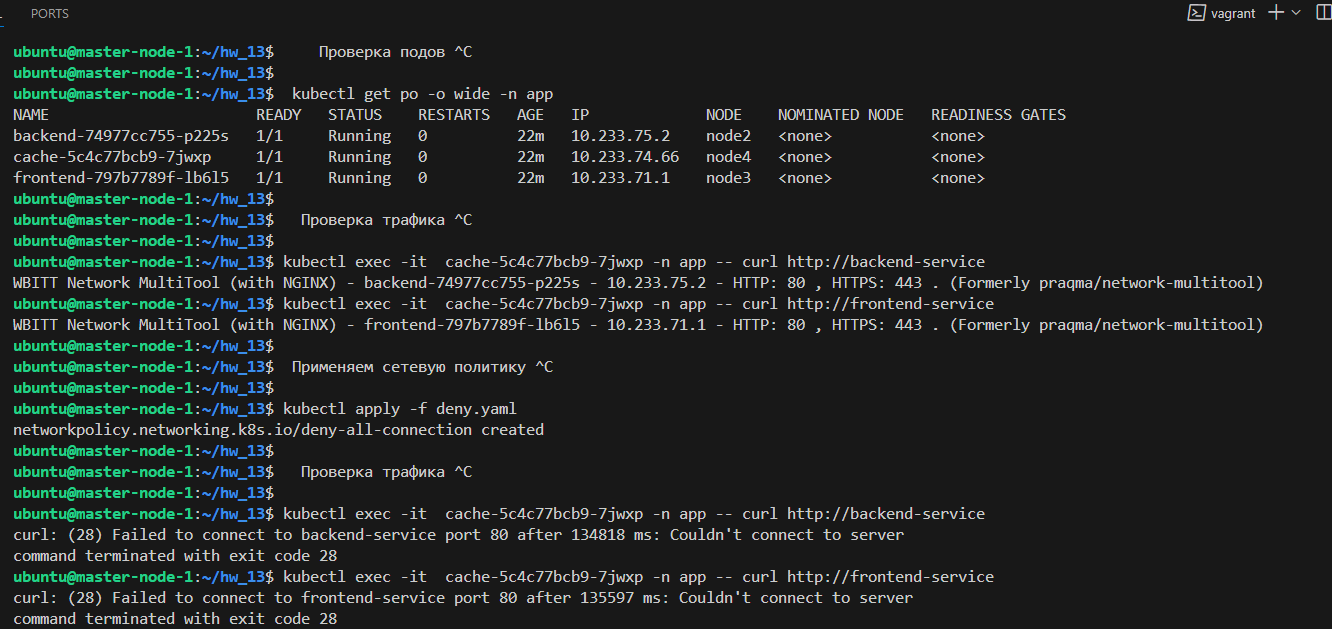 PORTS
vagrant
ubuntu@master-node-1:~/hw_13$     Проверка подов ^C
ubuntu@master-node-1:~/hw_13$
ubuntu@master-node-1:~/hw_13$  kubectl get po -o wide -n app
NAME                       READY   STATUS    RESTARTS   AGE   IP             NODE    NOMINATED NODE   READINESS GATES
backend-74977cc755-p225s   1/1     Running   0          22m   10.233.75.2    node2   <none>           <none>
cache-5c4c77bcb9-7jwxp     1/1     Running   0          22m   10.233.74.66   node4   <none>           <none>
frontend-797b7789f-lb6l5   1/1     Running   0          22m   10.233.71.1    node3   <none>           <none>
ubuntu@master-node-1:~/hw_13$
ubuntu@master-node-1:~/hw_13$   Проверка трафика ^C
ubuntu@master-node-1:~/hw_13$
ubuntu@master-node-1:~/hw_13$ kubectl exec -it  cache-5c4c77bcb9-7jwxp -n app -- curl http://backend-service
WBITT Network MultiTool (with NGINX) - backend-74977cc755-p225s - 10.233.75.2 - HTTP: 80 , HTTPS: 443 . (Formerly praqma/network-multitool)
ubuntu@master-node-1:~/hw_13$ kubectl exec -it  cache-5c4c77bcb9-7jwxp -n app -- curl http://frontend-service
WBITT Network MultiTool (with NGINX) - frontend-797b7789f-lb6l5 - 10.233.71.1 - HTTP: 80 , HTTPS: 443 . (Formerly praqma/network-multitool)
ubuntu@master-node-1:~/hw_13$
ubuntu@master-node-1:~/hw_13$  Применяем сетевую политику ^C
ubuntu@master-node-1:~/hw_13$
ubuntu@master-node-1:~/hw_13$ kubectl apply -f deny.yaml
networkpolicy.networking.k8s.io/deny-all-connection created
ubuntu@master-node-1:~/hw_13$
ubuntu@master-node-1:~/hw_13$   Проверка трафика ^C
ubuntu@master-node-1:~/hw_13$
ubuntu@master-node-1:~/hw_13$ kubectl exec -it  cache-5c4c77bcb9-7jwxp -n app -- curl http://backend-service
curl: (28) Failed to connect to backend-service port 80 after 134818 ms: Couldn't connect to server
command terminated with exit code 28
ubuntu@master-node-1:~/hw_13$ kubectl exec -it  cache-5c4c77bcb9-7jwxp -n app -- curl http://frontend-service
curl: (28) Failed to connect to frontend-service port 80 after 135597 ms: Couldn't connect to server
command terminated with exit code 28